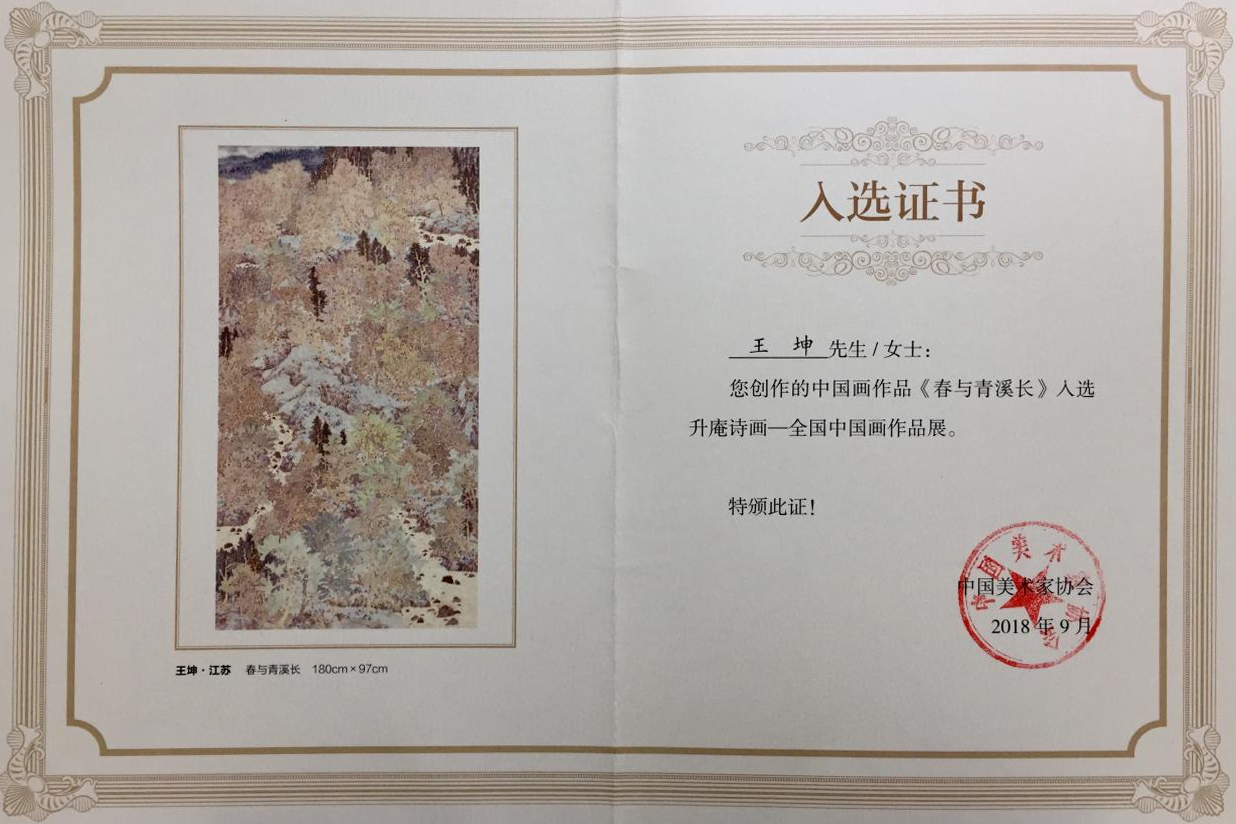 王坤·江苏 春与青溪长 180cm×97cm
入选证书
王 坤 先生/女士：
您创作的中国画作品《春与青溪长》入选
升庵诗画—全国中国画作品展。
特颁此证！
中国美术家协会
2018 年 9 月